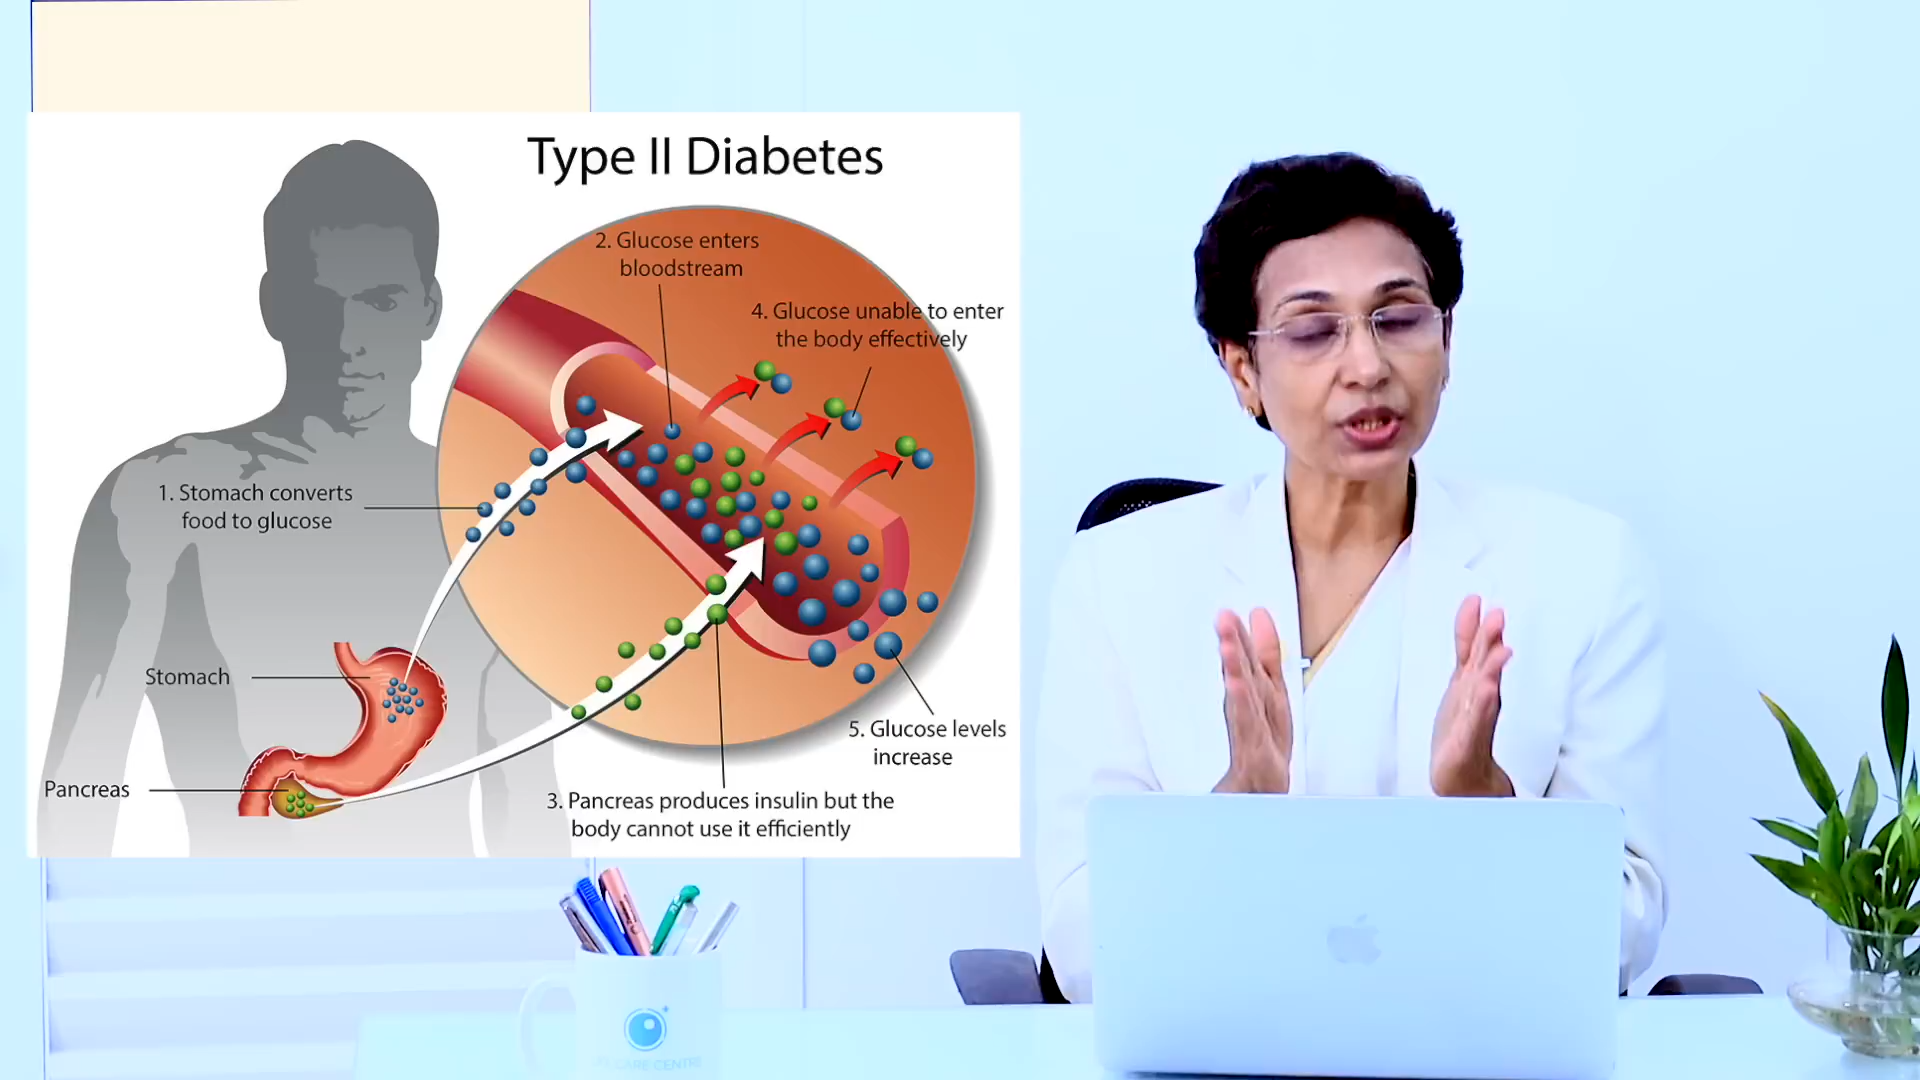 Type II Diabetes
2. Glucose enters
bloodstream
4. Glucose unable to enter
the body effectively
1. Stomach converts
food to glucose
Stomach
Pancreas
5. Glucose levels
increase
3. Pancreas produces insulin but the
body cannot use it efficiently
CARE CENTRE